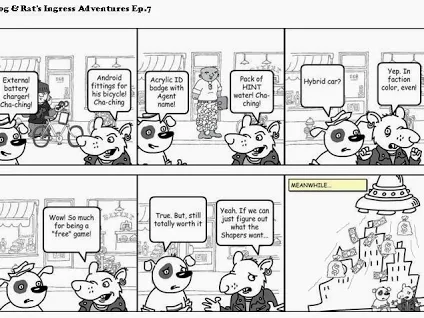 og & Rat's Ingress Adventures Ep.7
External
battery
charger!
Cha-ching!
Android
fittings for
his bicycle!
Cha-ching
Acrylic ID
badge with
Agent
name!
Pack of
HINT
water! Cha-
ching!
Hybrid car?
Yep. In
faction
color, even!
Wow! So much
for being a
"free" game!
True. But, still
totally worth it
Yeah. If we can
just figure out
what the
Shapers want...
MEANWHILE...